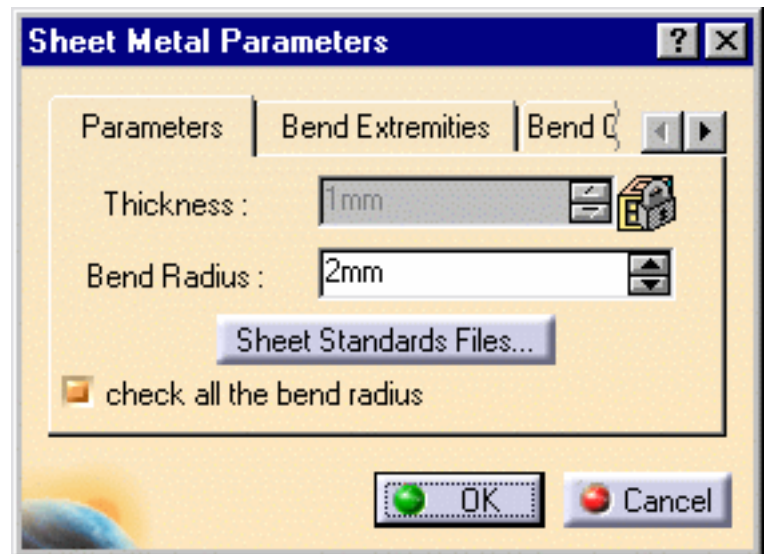 Sheet Metal Parameters
Parameters Bend Extremities Bend
Thickness : 1mm
Bend Radius : 2mm
Sheet Standards Files...
check all the bend radius
OK Cancel